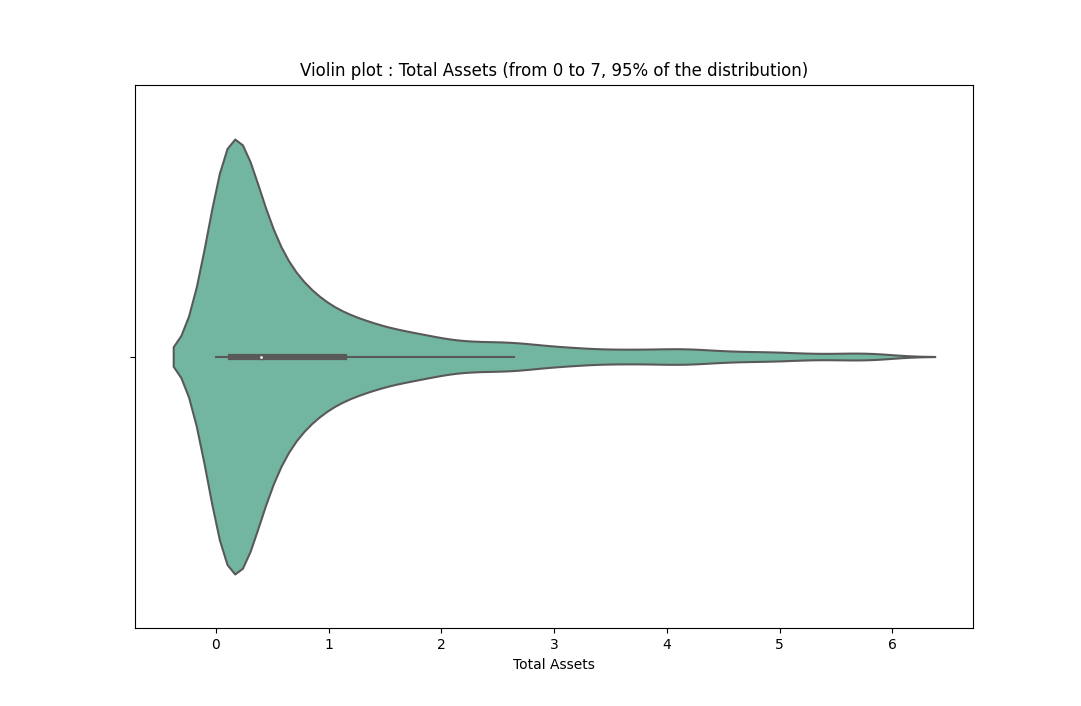 Violin plot : Total Assets (from 0 to 7, 95% of the distribution)
0 1 2 3 4 5 6
Total Assets